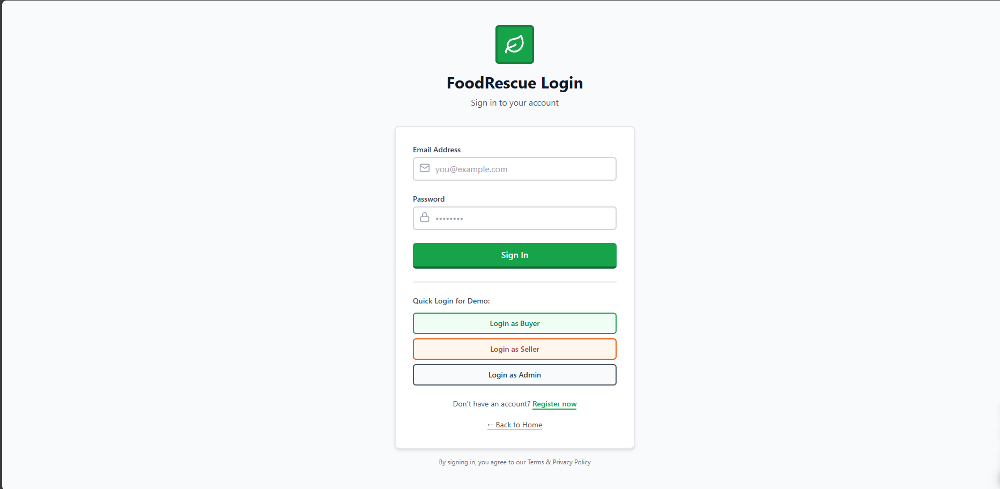 FoodRescue Login
Sign in to your account
Email Address
you@example.com
Password
••••••••
Sign In
Quick Login for Demo:
Login as Buyer
Login as Seller
Login as Admin
Don't have an account? Register now
← Back to Home
By signing in, you agree to our Terms & Privacy Policy